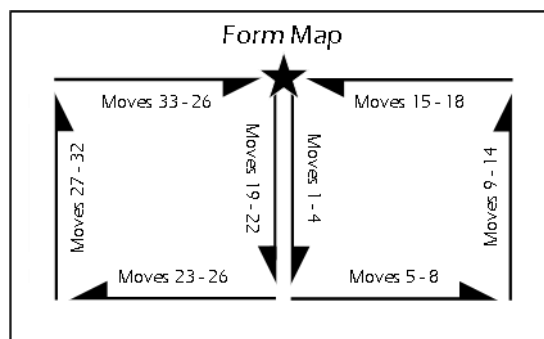 Form Map
Moves 33 - 26
Moves 15 - 18
Moves 27 - 32
Moves 19 - 22
Moves 1 - 4
Moves 9 - 14
Moves 23 - 26
Moves 5 - 8